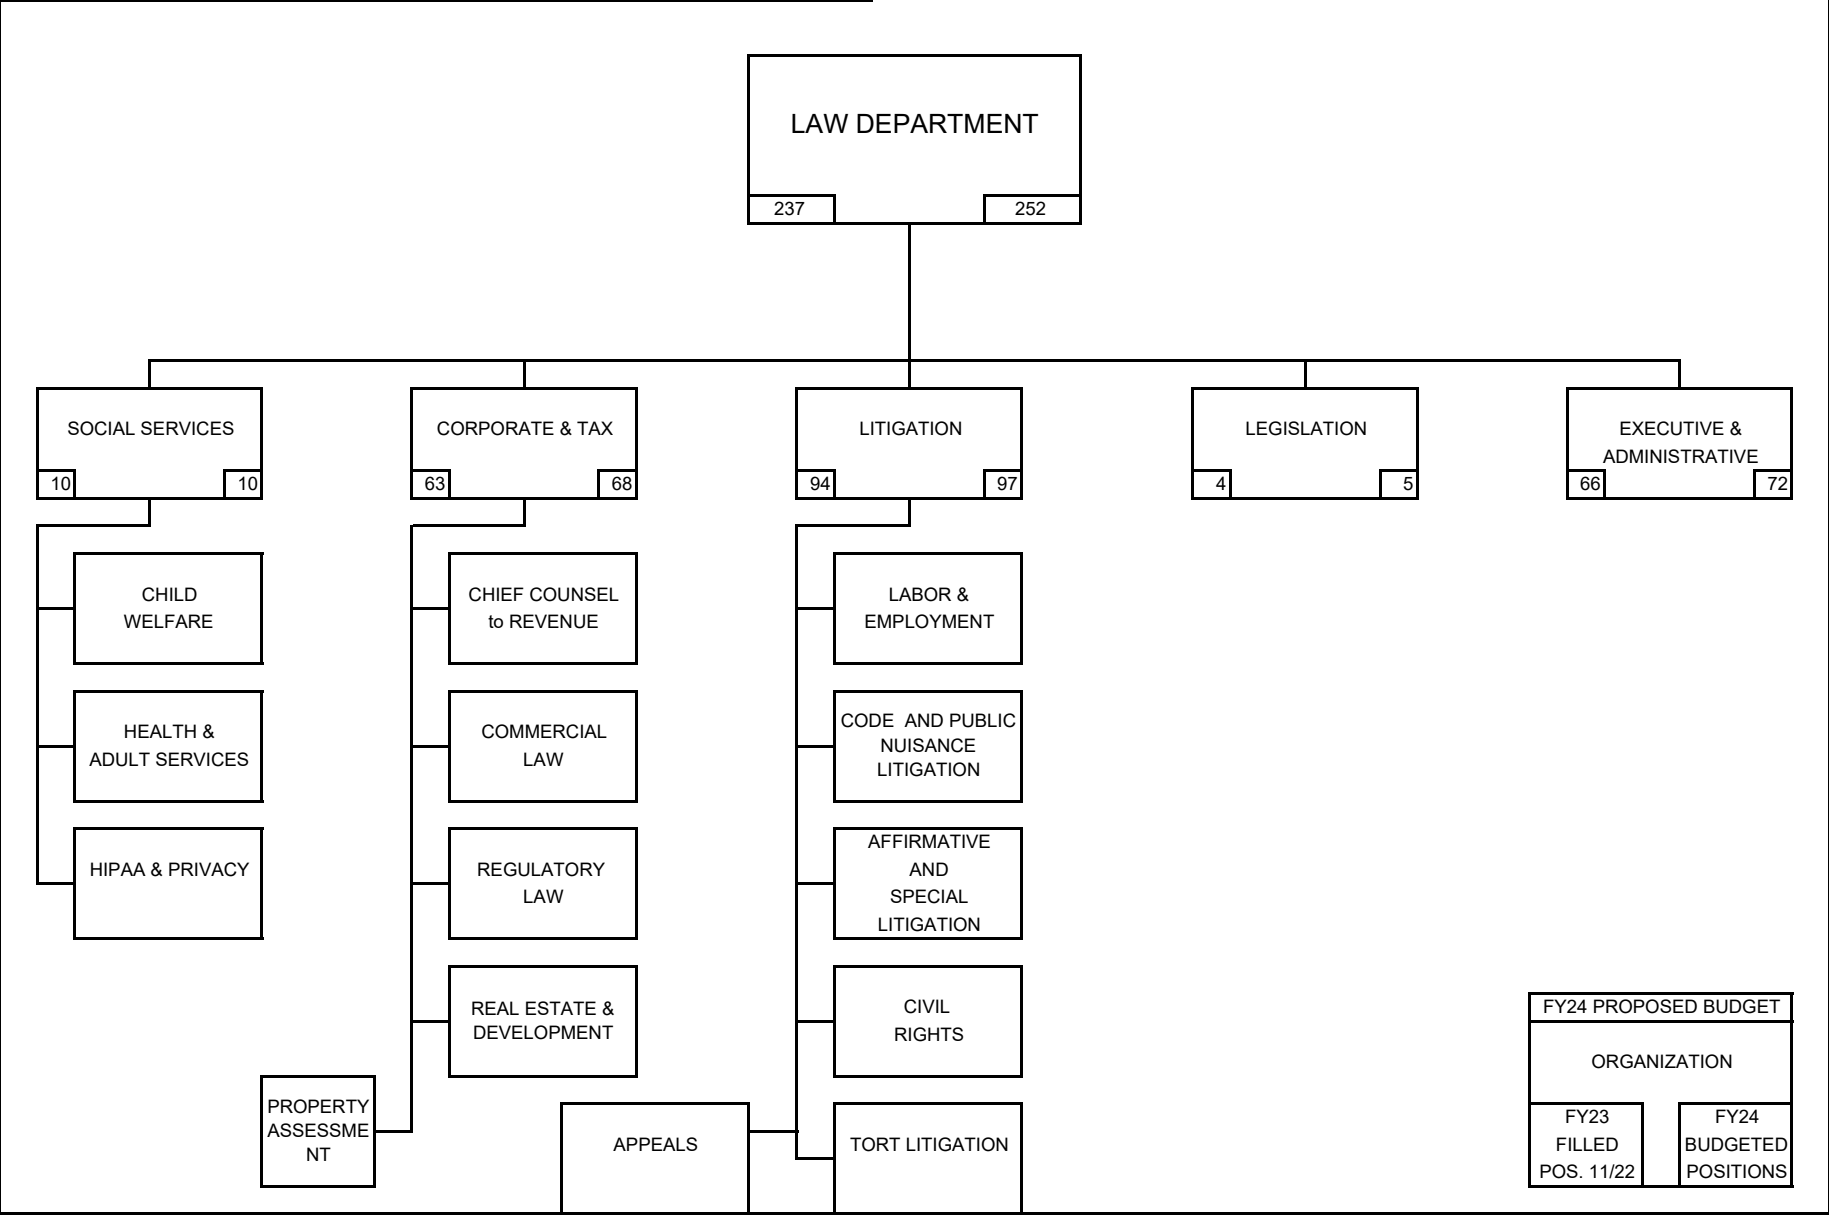 LAW DEPARTMENT
237
252
SOCIAL SERVICES
10
10
CORPORATE & TAX
63
68
LITIGATION
94
97
LEGISLATION
4
5
EXECUTIVE &
ADMINISTRATIVE
66
72
CHILD
WELFARE
HEALTH &
ADULT SERVICES
HIPAA & PRIVACY
CHIEF COUNSEL
to REVENUE
COMMERCIAL
LAW
REGULATORY
LAW
REAL ESTATE &
DEVELOPMENT
PROPERTY
ASSESSME
NT
LABOR &
EMPLOYMENT
CODE  AND PUBLIC
NUISANCE
LITIGATION
AFFIRMATIVE
AND
SPECIAL
LITIGATION
CIVIL
RIGHTS
APPEALS
TORT LITIGATION
FY24 PROPOSED BUDGET
ORGANIZATION
FY23
FILLED
POS. 11/22
FY24
BUDGETED
POSITIONS